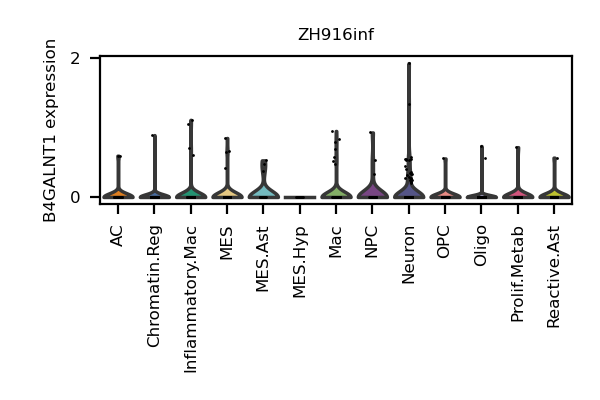 ZH916inf
B4GALNT1 expression
2
0
AC
Chromatin.Reg
Inflammatory.Mac
MES
MES.Ast
MES.Hyp
Mac
NPC
Neuron
OPC
Oligo
Prolif.Metab
Reactive.Ast